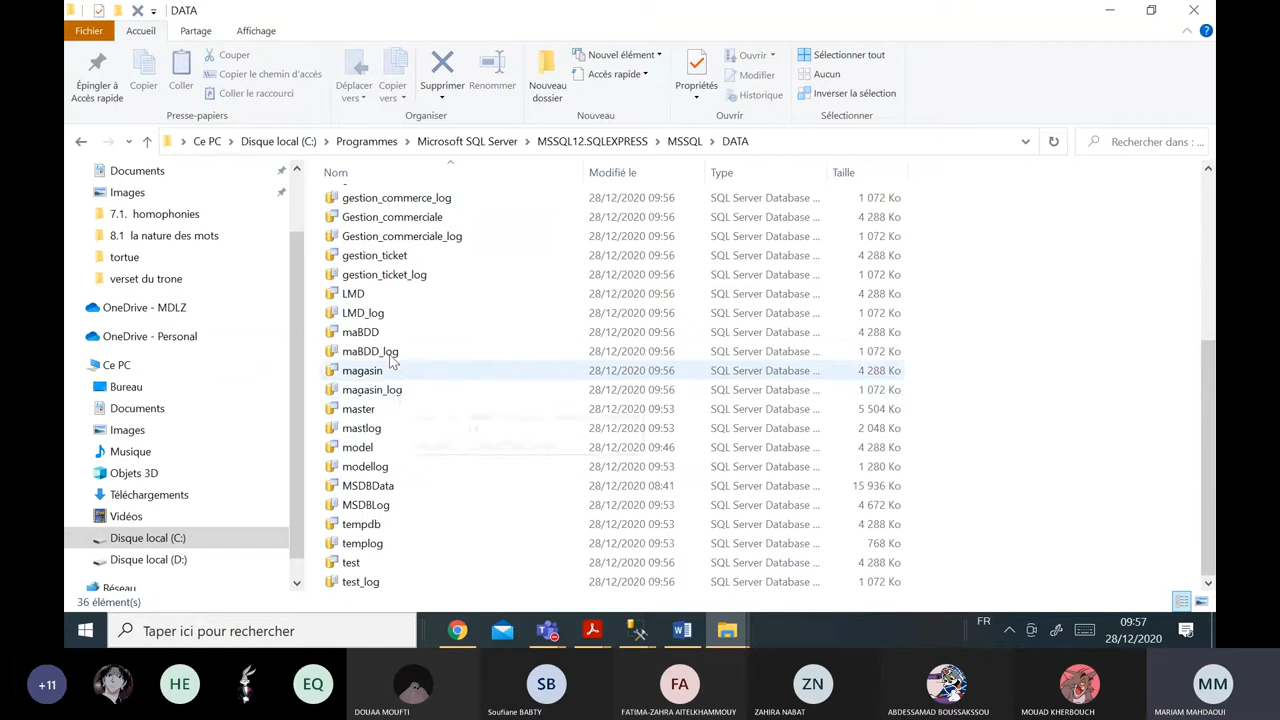 DATA
Fichier Accueil Partage Affichage
Épingler à Accès rapide
Copier
Coller
Couper
Copier le chemin d'accès
Coller le raccourci
Presse-papiers
Déplacer vers
Copier vers
Supprimer
Renommer
Organiser
Nouveau dossier
Nouvel élément
Accès rapide
Nouveau
Propriétés
Ouvrir
Modifier
Historique
Ouvrir
Sélectionner tout
Aucun
Inverser la sélection
Sélectionner
Ce PC > Disque local (C:) > Programmes > Microsoft SQL Server > MSSQL12.SQLEXPRESS > MSSQL > DATA
Rechercher dans : ...
Documents
Images
7.1. homophonies
8.1 la nature des mots
tortue
verset du trone
OneDrive - MDLZ
OneDrive - Personal
Ce PC
Bureau
Documents
Images
Musique
Objets 3D
Téléchargements
Vidéos
Disque local (C:)
Disque local (D:)
Réseau
Nom Modifié le Type Taille
gestion_commerce_log 28/12/2020 09:56 SQL Server Database ... 1 072 Ko
Gestion_commerciale 28/12/2020 09:56 SQL Server Database ... 4 288 Ko
Gestion_commerciale_log 28/12/2020 09:56 SQL Server Database ... 1 072 Ko
gestion_ticket 28/12/2020 09:56 SQL Server Database ... 4 288 Ko
gestion_ticket_log 28/12/2020 09:56 SQL Server Database ... 1 072 Ko
LMD 28/12/2020 09:56 SQL Server Database ... 4 288 Ko
LMD_log 28/12/2020 09:56 SQL Server Database ... 1 072 Ko
maBDD 28/12/2020 09:56 SQL Server Database ... 4 288 Ko
maBDD_log 28/12/2020 09:56 SQL Server Database ... 1 072 Ko
magasin 28/12/2020 09:56 SQL Server Database ... 4 288 Ko
magasin_log 28/12/2020 09:56 SQL Server Database ... 1 072 Ko
master 28/12/2020 09:53 SQL Server Database ... 5 504 Ko
mastlog 28/12/2020 09:53 SQL Server Database ... 2 048 Ko
model 28/12/2020 09:46 SQL Server Database ... 4 288 Ko
modellog 28/12/2020 09:53 SQL Server Database ... 1 280 Ko
MSDBData 28/12/2020 08:41 SQL Server Database ... 15 936 Ko
MSDBLog 28/12/2020 09:53 SQL Server Database ... 4 672 Ko
tempdb 28/12/2020 09:53 SQL Server Database ... 4 288 Ko
templog 28/12/2020 09:53 SQL Server Database ... 768 Ko
test 28/12/2020 09:56 SQL Server Database ... 4 288 Ko
test_log 28/12/2020 09:56 SQL Server Database ... 1 072 Ko
36 élément(s)
Taper ici pour rechercher
FR
09:57
28/12/2020
+11 HE EQ SB FA ZN MM
DOUAA MOUFTI
Soufiane BABTY
FATIMA-ZAHRA AITELKHAMMOUY
ZAHIRA NABAT
ABDESSAMAD BOUSSAKSSOU
MOUAD KHERBOUCH
MARIAM MAHDAOUI